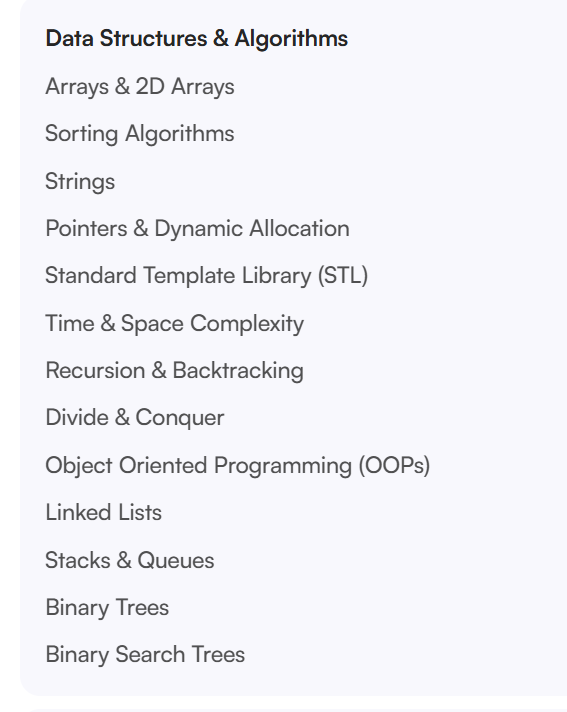 Data Structures & Algorithms
Arrays & 2D Arrays
Sorting Algorithms
Strings
Pointers & Dynamic Allocation
Standard Template Library (STL)
Time & Space Complexity
Recursion & Backtracking
Divide & Conquer
Object Oriented Programming (OOPs)
Linked Lists
Stacks & Queues
Binary Trees
Binary Search Trees